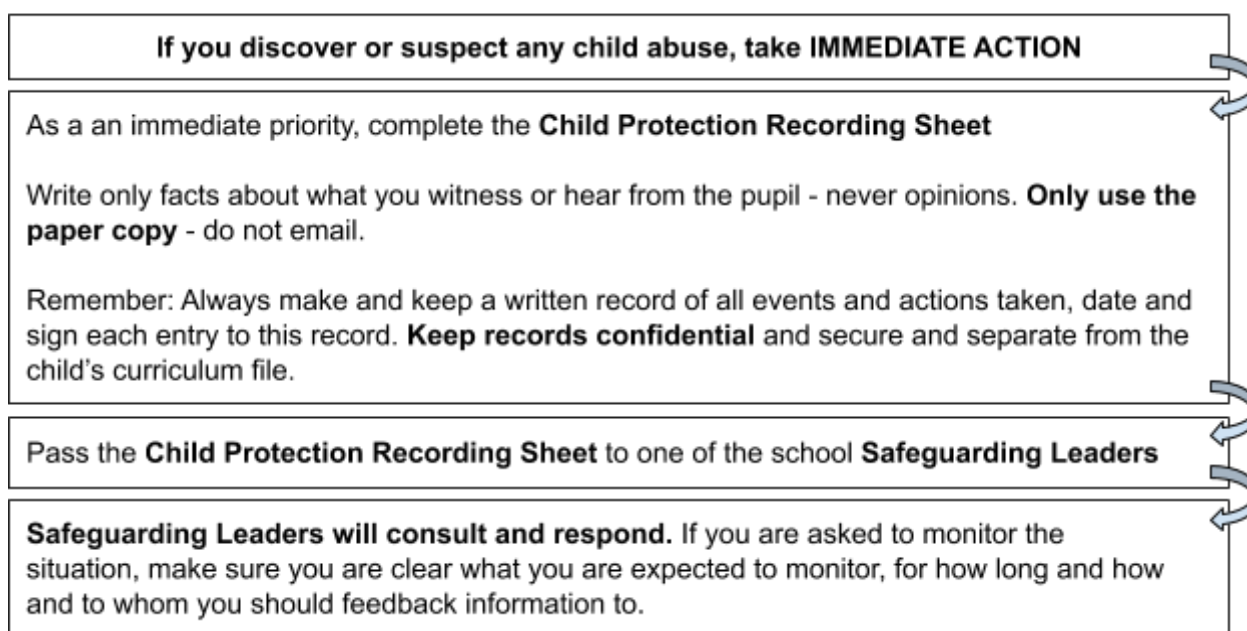 If you discover or suspect any child abuse, take IMMEDIATE ACTION
As a an immediate priority, complete the Child Protection Recording Sheet
Write only facts about what you witness or hear from the pupil - never opinions. Only use the
paper copy - do not email.
Remember: Always make and keep a written record of all events and actions taken, date and
sign each entry to this record. Keep records confidential and secure and separate from the
child’s curriculum file.
Pass the Child Protection Recording Sheet to one of the school Safeguarding Leaders
Safeguarding Leaders will consult and respond. If you are asked to monitor the
situation, make sure you are clear what you are expected to monitor, for how long and how
and to whom you should feedback information to.